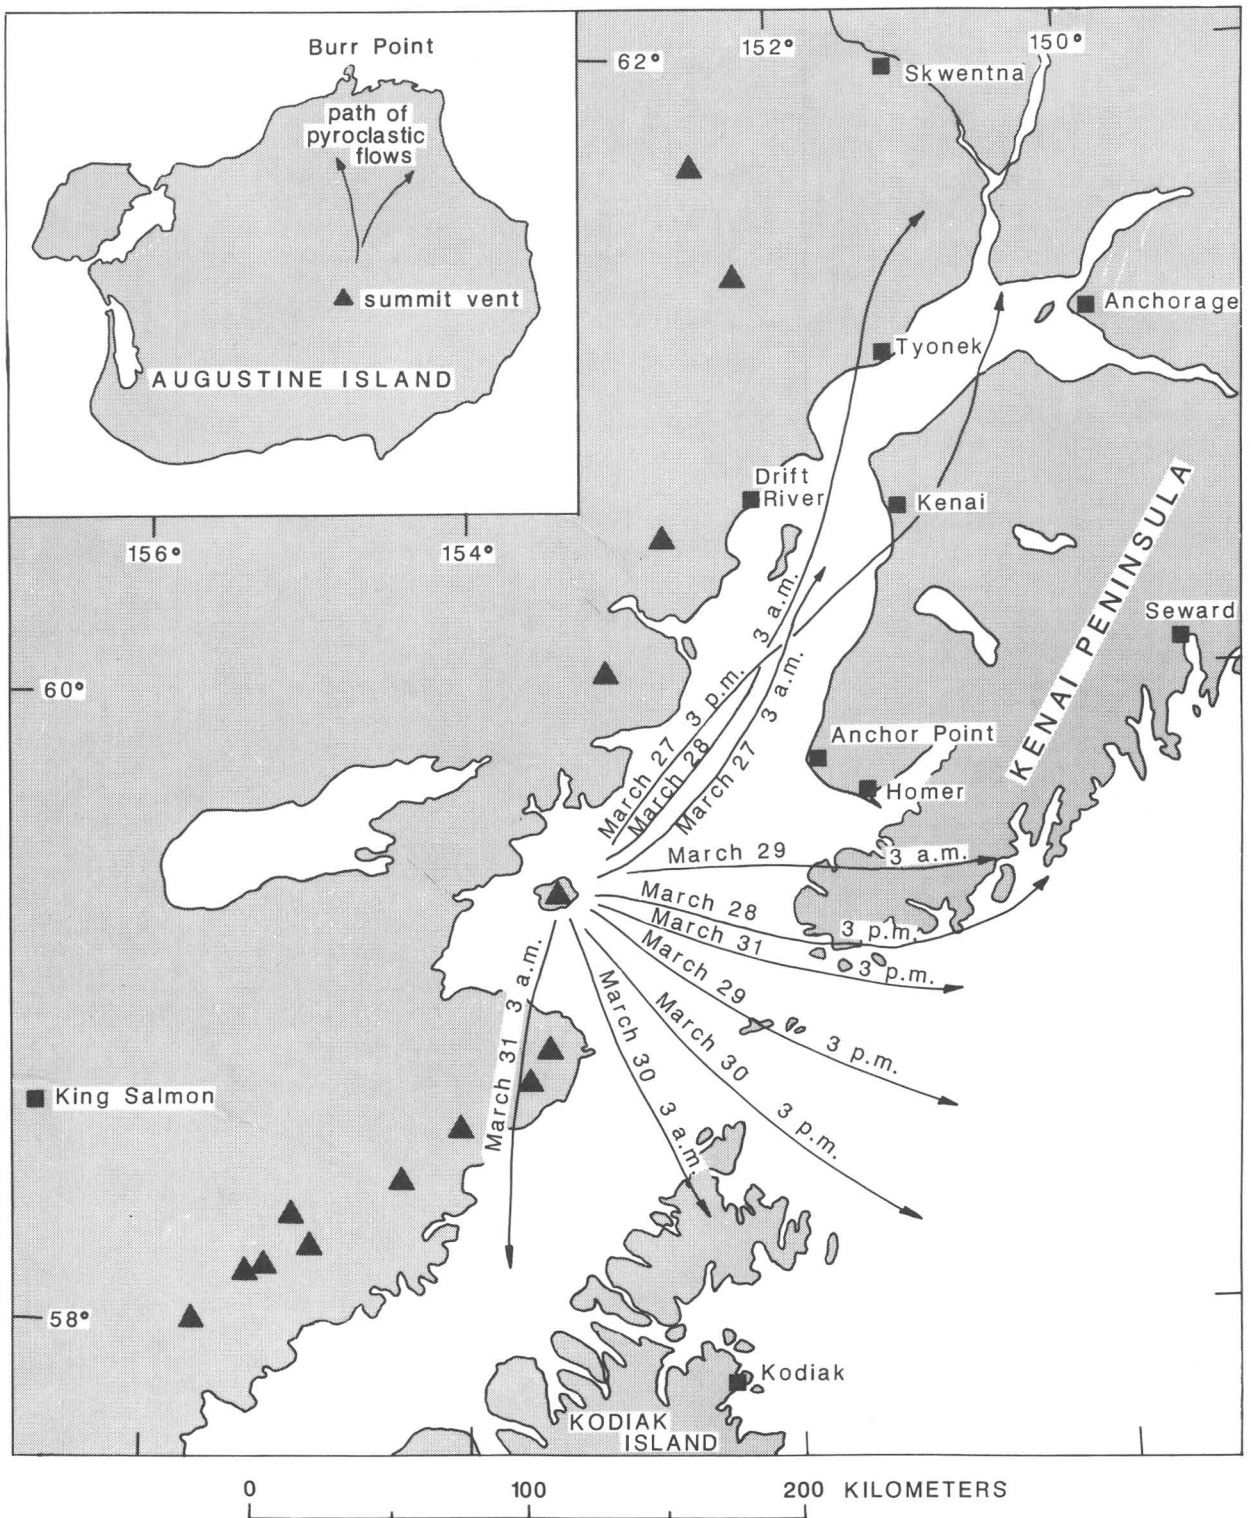 Burr Point
path of
pyroclastic
flows
summit vent
AUGUSTINE ISLAND
152°
150°
62°
Skwentna
Anchorage
Tyonek
Drift
River
Kenai
156°
154°
KENAI PENINSULA
Seward
60°
Anchor Point
Homer
March 27 3 p.m.
March 28 3 a.m.
March 27 3 a.m.
March 29 3 a.m.
March 28 3 p.m.
March 31 3 p.m.
March 29 3 p.m.
March 30 3 p.m.
March 30 3 a.m.
March 31 3 a.m.
King Salmon
58°
Kodiak
KODIAK
ISLAND
0 100 200 KILOMETERS